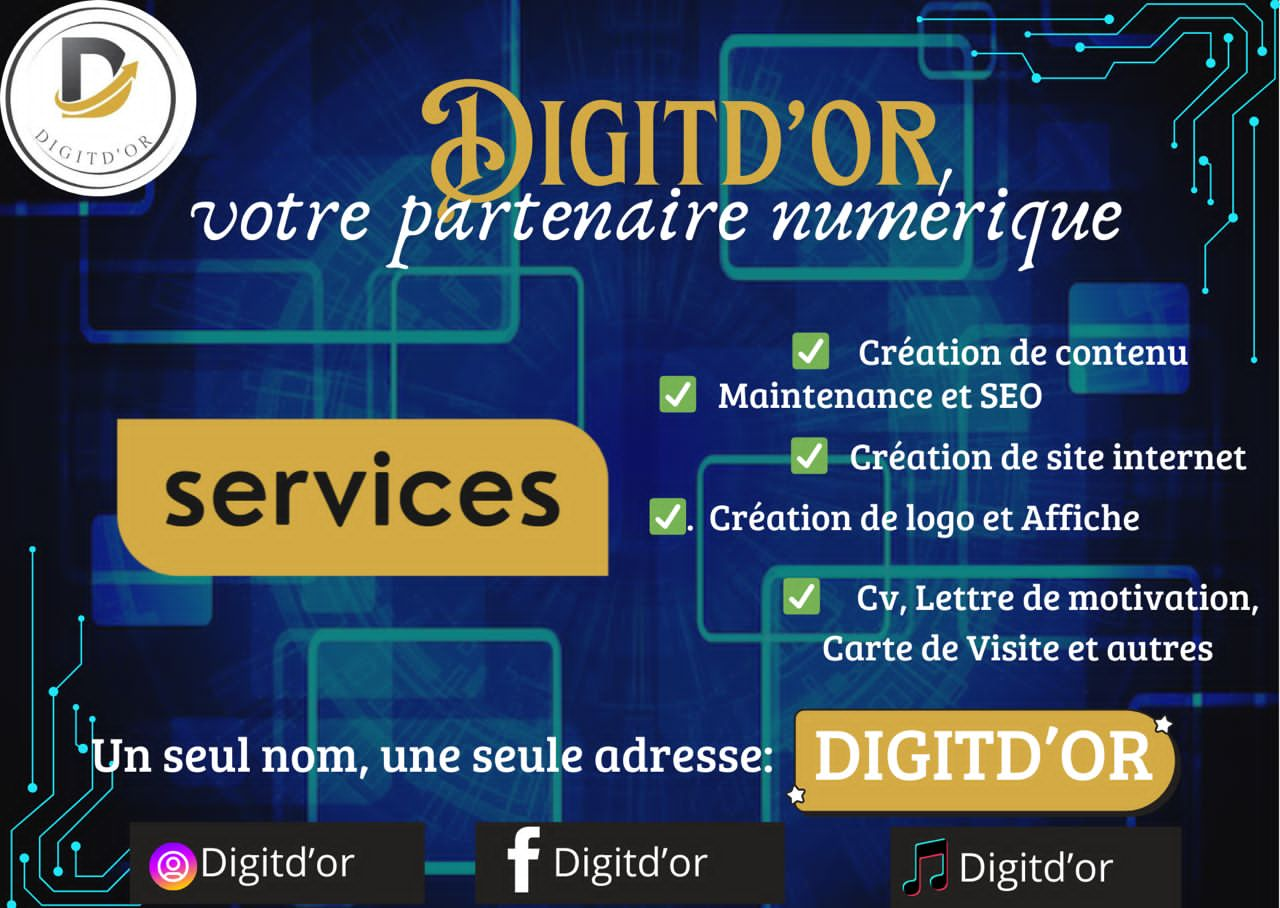 DIGITD'OR
DIGITD'OR,
votre partenaire numérique
services
✅ Création de contenu
✅ Maintenance et SEO
✅ Création de site internet
✅. Création de logo et Affiche
✅ Cv, Lettre de motivation,
Carte de Visite et autres
Un seul nom, une seule adresse: DIGITD'OR
Digitd'or
Digitd'or
Digitd'or